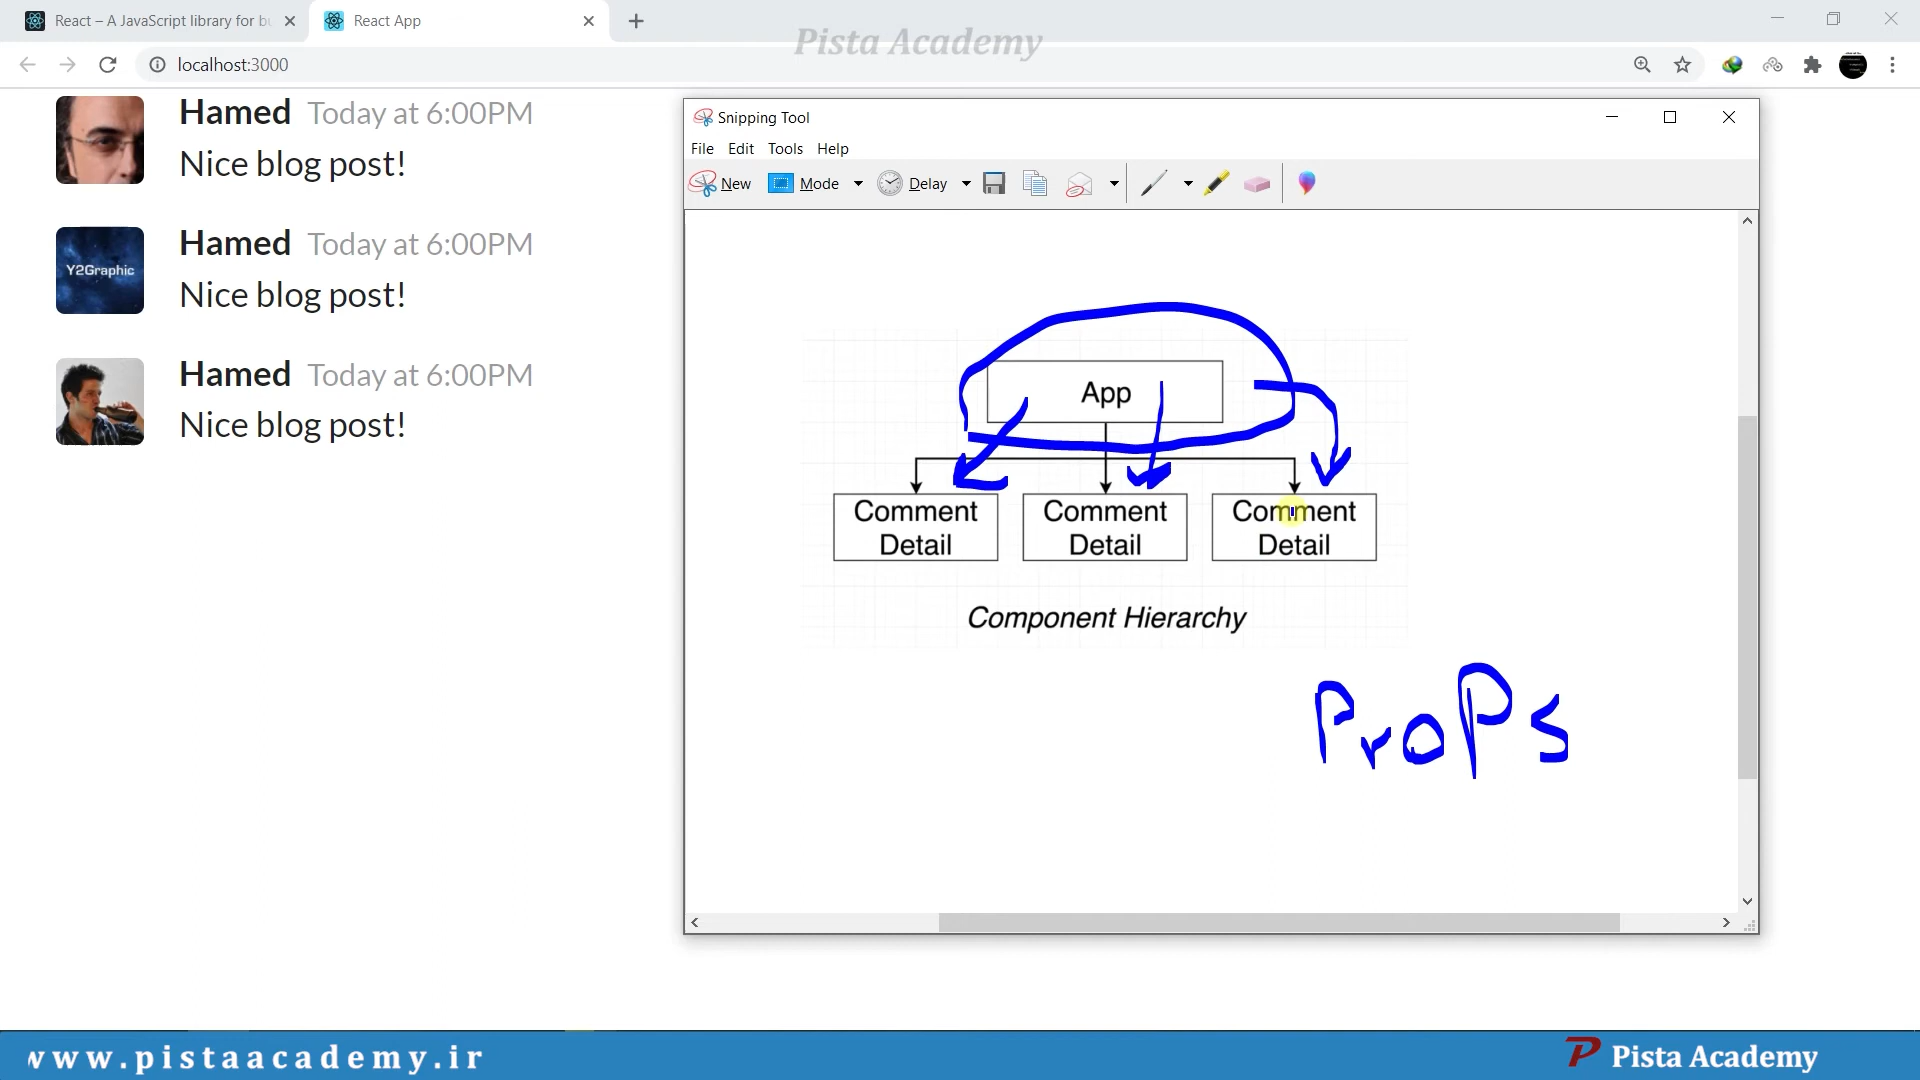 React – A JavaScript library for bu
React App
Pista Academy
localhost:3000
Hamed Today at 6:00PM
Nice blog post!
Y2Graphic
Hamed Today at 6:00PM
Nice blog post!
Hamed Today at 6:00PM
Nice blog post!
Snipping Tool
File Edit Tools Help
New Mode Delay
App
Comment Detail
Comment Detail
Comment Detail
Component Hierarchy
ProPs
www.pistaacademy.ir
P Pista Academy